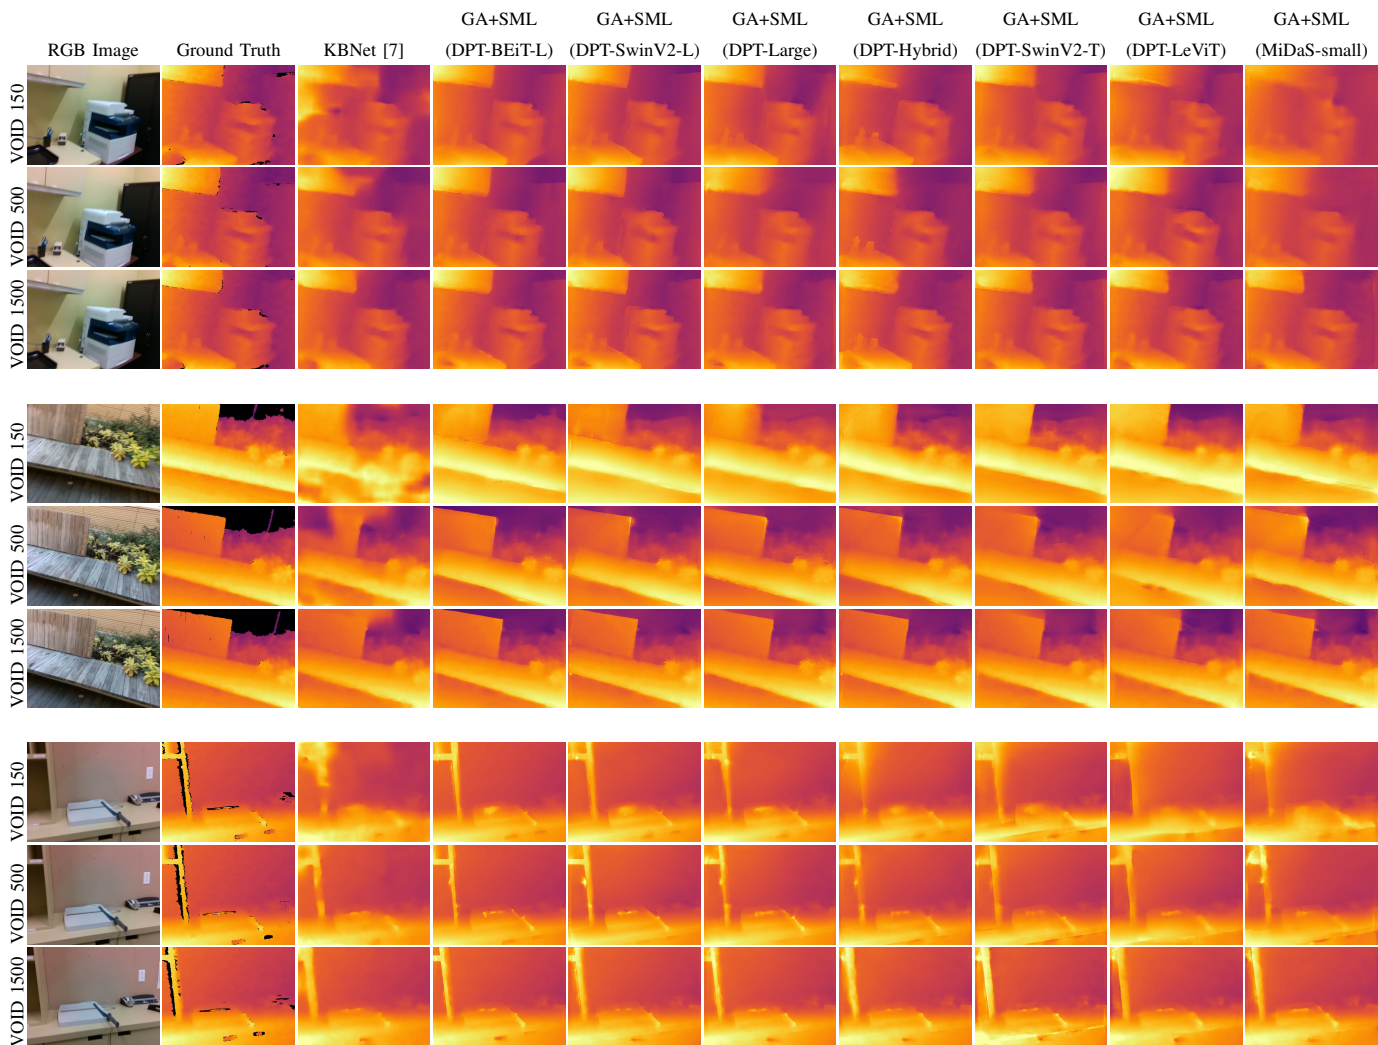 GA+SML GA+SML GA+SML GA+SML GA+SML GA+SML GA+SML
RGB Image Ground Truth KBNet [7] (DPT-BEiT-L) (DPT-SwinV2-L) (DPT-Large) (DPT-Hybrid) (DPT-SwinV2-T) (DPT-LeViT) (MiDaS-small)
VOID 150
VOID 500
VOID 1500
VOID 150
VOID 500
VOID 1500
VOID 150
VOID 500
VOID 1500